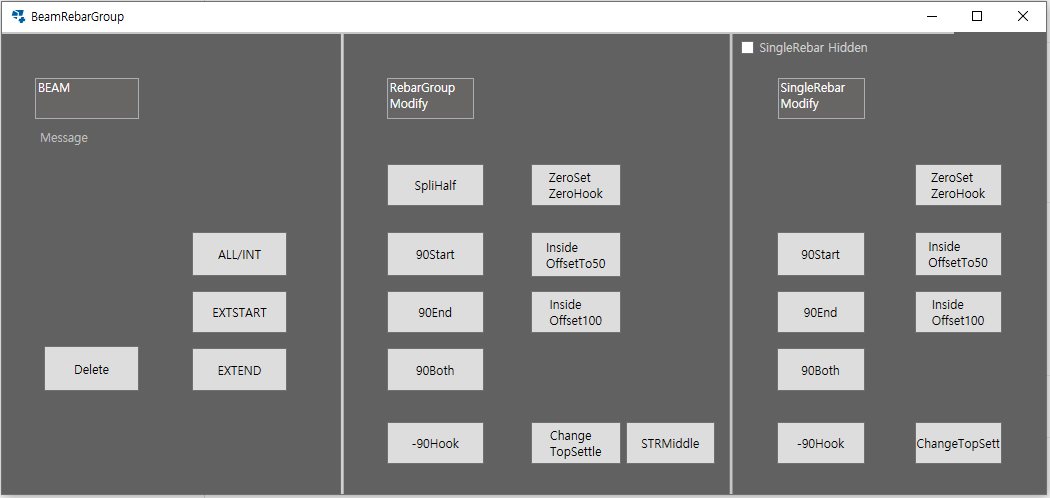 BeamRebarGroup
BEAM
Message
ALL/INT
EXTSTART
Delete
EXTEND
RebarGroup
Modify
SpliHalf
ZeroSet
ZeroHook
90Start
Inside
OffsetTo50
90End
Inside
Offset100
90Both
-90Hook
Change
TopSettle
STRMiddle
SingleRebar Hidden
SingleRebar
Modify
ZeroSet
ZeroHook
90Start
Inside
OffsetTo50
90End
Inside
Offset100
90Both
-90Hook
ChangeTopSett